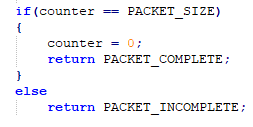 if(counter == PACKET_SIZE)
{
    counter = 0;
    return PACKET_COMPLETE;
}
else
    return PACKET_INCOMPLETE;